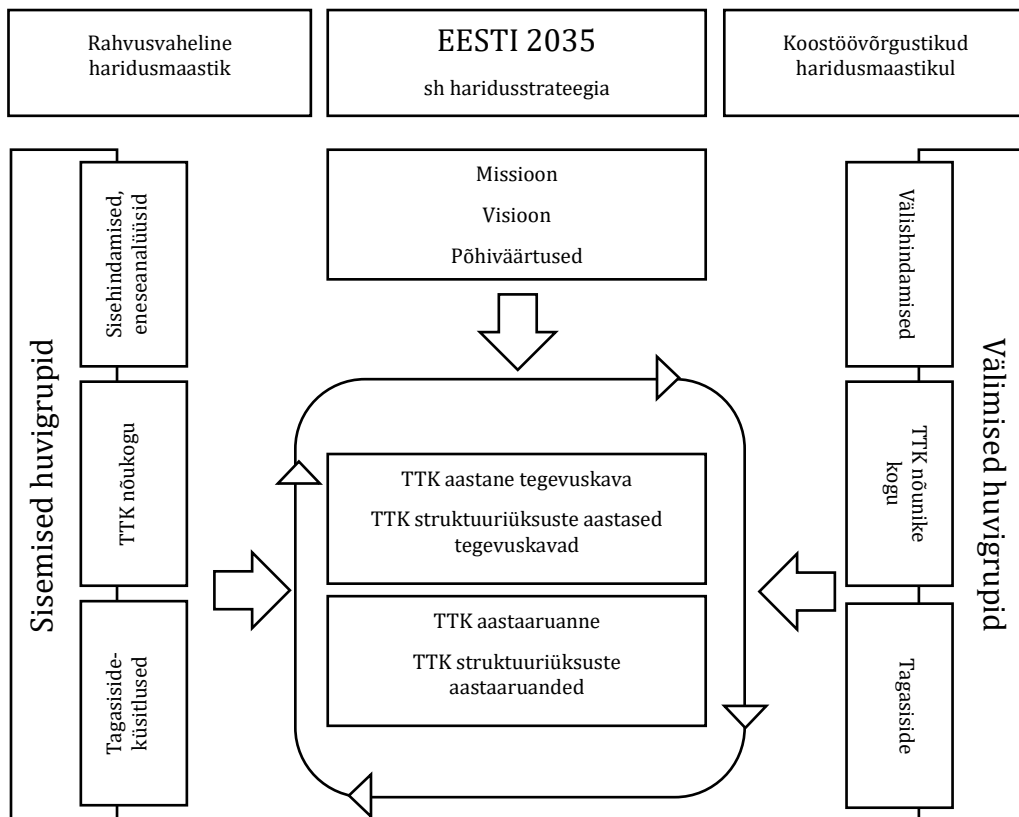 Rahvusvaheline
haridusmaastik
EESTI 2035
sh haridusstrateegia
Koostöövõrgustikud
haridusmaastikul
Sisemised huvigrupid
Sisehindamised,
eneseanalüüsid
TTK nõukogu
Tagasiside-
küsitlused
Missioon
Visioon
Põhiväärtused
TTK aastane tegevuskava
TTK struktuuriüksuste aastased
tegevuskavad
TTK aastaaruanne
TTK struktuuriüksuste
aastaaruanded
Välishindamised
TTK nõunike
kogu
Tagasiside
Välimised huvigrupid